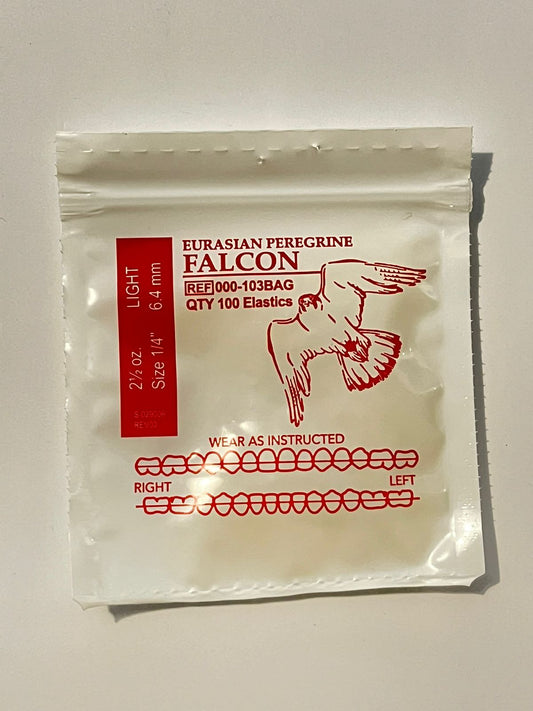 EURASIAN PEREGRINE
FALCON
REF 000-103BAG
QTY 100 Elastics
LIGHT
6.4 mm
2½ oz.
Size 1/4"
WEAR AS INSTRUCTED
RIGHT
LEFT